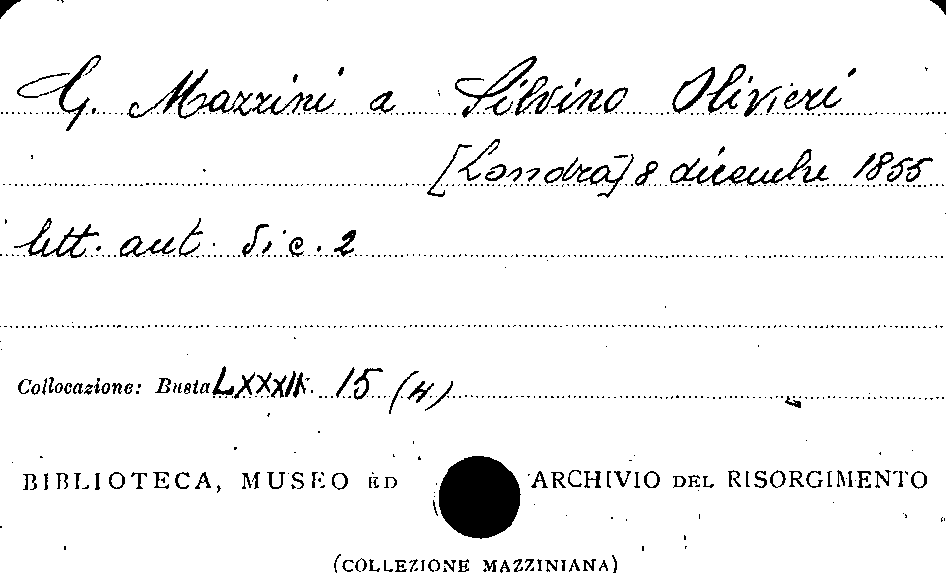 G. Mazzini a Silvino Olivieri
[Londra] 8 dicembre 1855
lett. aut. di c. 2
Collocazione: Busta LXXXII N. 15 (4)
BIBLIOTECA, MUSEO ED ARCHIVIO DEL RISORGIMENTO
(COLLEZIONE MAZZINIANA)